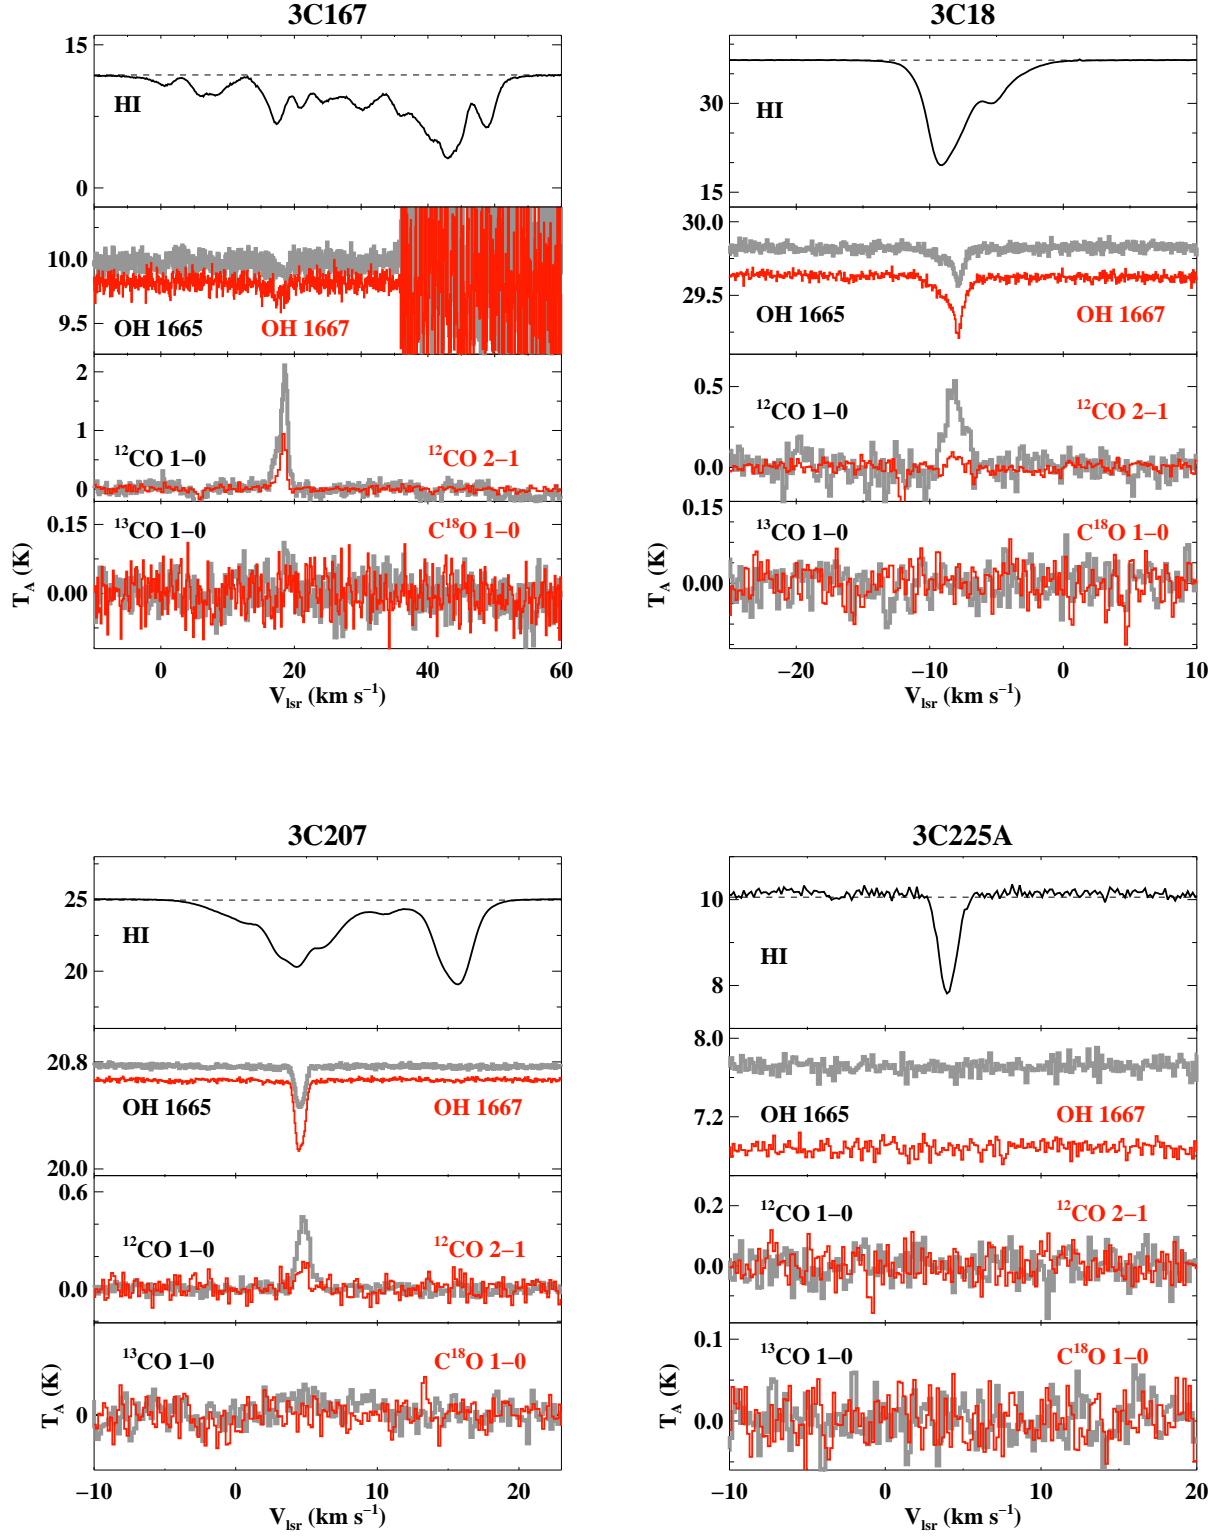 3C167
15
HI
0
10.0
9.5
OH 1665 OH 1667
2
1
0
¹²CO 1−0 ¹²CO 2−1
0.15
0.00
¹³CO 1−0 C¹⁸O 1−0
T_A (K)
0 20 40 60
V_lsr (km s⁻¹)
3C18
30
15
HI
30.0
29.5
OH 1665 OH 1667
0.5
0.0
¹²CO 1−0 ¹²CO 2−1
0.15
0.00
¹³CO 1−0 C¹⁸O 1−0
T_A (K)
−20 −10 0 10
V_lsr (km s⁻¹)
3C207
25
20
HI
20.8
20.0
OH 1665 OH 1667
0.6
0.0
¹²CO 1−0 ¹²CO 2−1
¹³CO 1−0 C¹⁸O 1−0
0
T_A (K)
−10 0 10 20
V_lsr (km s⁻¹)
3C225A
10
8
HI
8.0
7.2
OH 1665 OH 1667
0.2
0.0
¹²CO 1−0 ¹²CO 2−1
0.1
0.0
¹³CO 1−0 C¹⁸O 1−0
T_A (K)
−10 0 10 20
V_lsr (km s⁻¹)